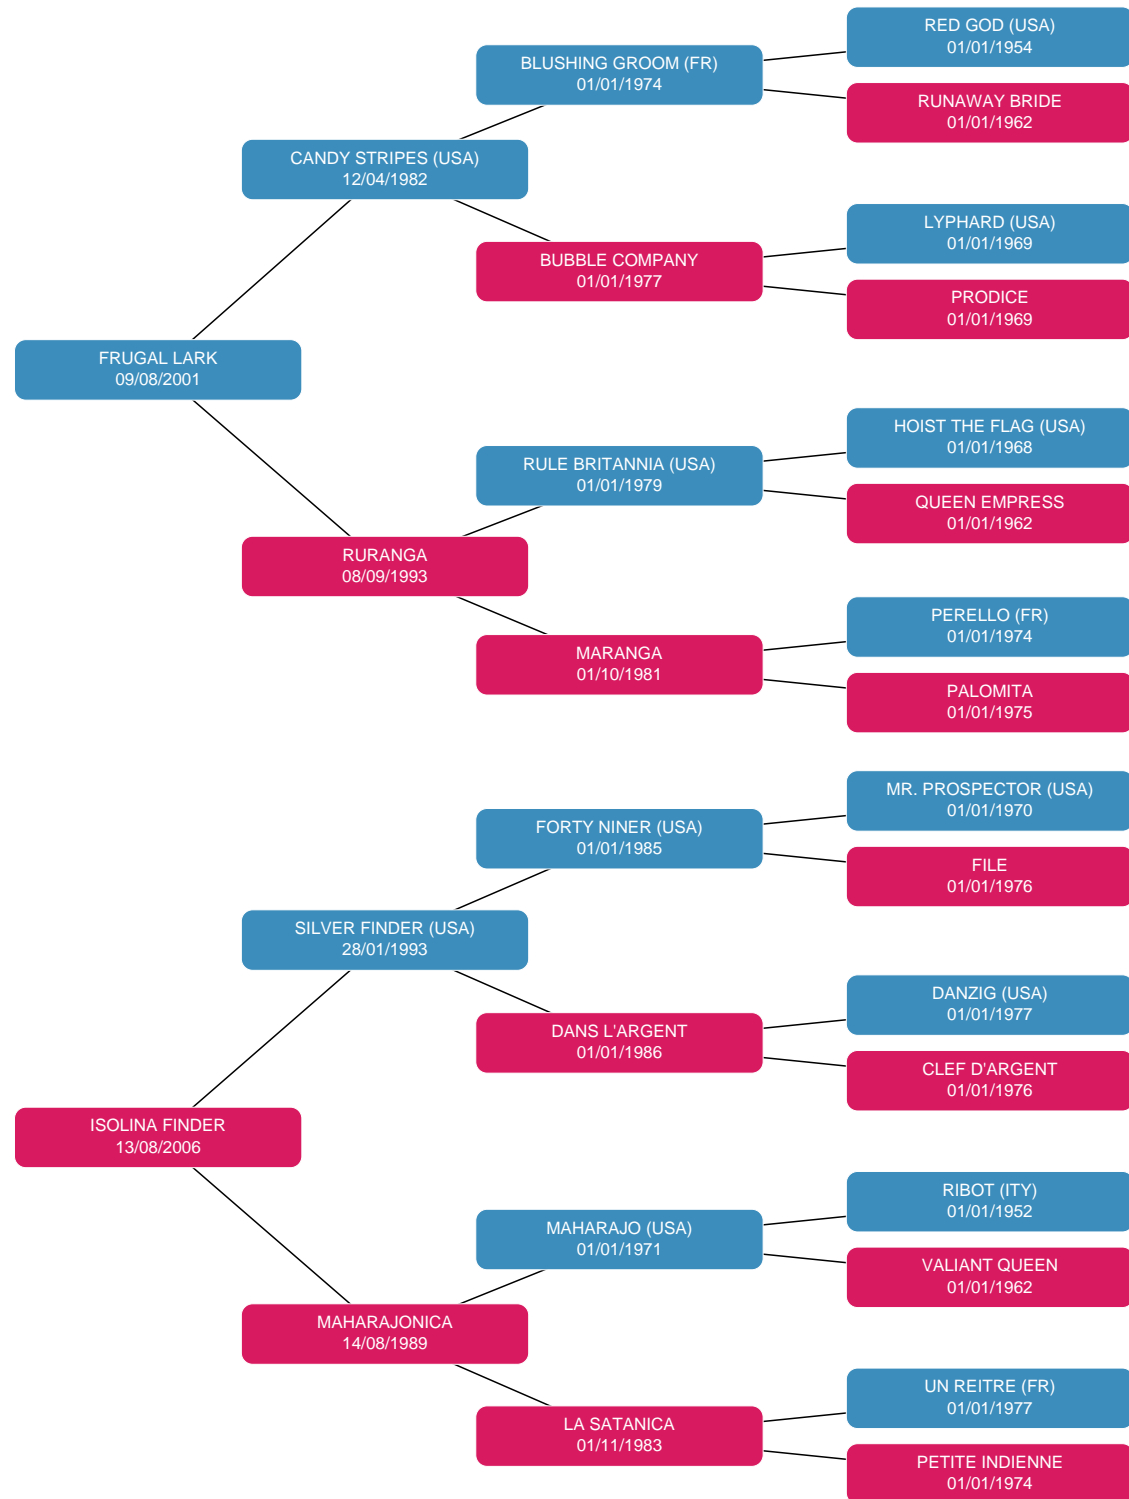 RED GOD (USA)
01/01/1954
BLUSHING GROOM (FR)
01/01/1974
RUNAWAY BRIDE
01/01/1962
CANDY STRIPES (USA)
12/04/1982
LYPHARD (USA)
01/01/1969
BUBBLE COMPANY
01/01/1977
PRODICE
01/01/1969
FRUGAL LARK
09/08/2001
HOIST THE FLAG (USA)
01/01/1968
RULE BRITANNIA (USA)
01/01/1979
QUEEN EMPRESS
01/01/1962
RURANGA
08/09/1993
PERELLO (FR)
01/01/1974
MARANGA
01/10/1981
PALOMITA
01/01/1975
MR. PROSPECTOR (USA)
01/01/1970
FORTY NINER (USA)
01/01/1985
FILE
01/01/1976
SILVER FINDER (USA)
28/01/1993
DANZIG (USA)
01/01/1977
DANS L'ARGENT
01/01/1986
CLEF D'ARGENT
01/01/1976
ISOLINA FINDER
13/08/2006
RIBOT (ITY)
01/01/1952
MAHARAJO (USA)
01/01/1971
VALIANT QUEEN
01/01/1962
MAHARAJONICA
14/08/1989
UN REITRE (FR)
01/01/1977
LA SATANICA
01/11/1983
PETITE INDIENNE
01/01/1974